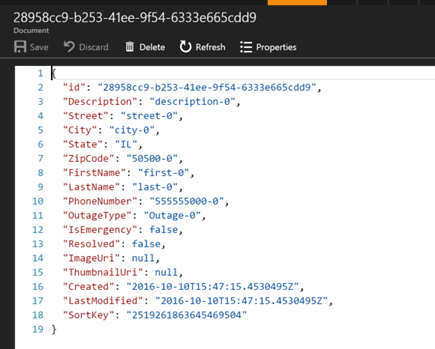 28958cc9-b253-41ee-9f54-6333e665cdd9
Document
Save Discard Delete Refresh Properties
1 {
2 "id": "28958cc9-b253-41ee-9f54-6333e665cdd9",
3 "Description": "description-0",
4 "Street": "street-0",
5 "City": "city-0",
6 "State": "IL",
7 "ZipCode": "50500-0",
8 "FirstName": "first-0",
9 "LastName": "last-0",
10 "PhoneNumber": "555555000-0",
11 "OutageType": "Outage-0",
12 "IsEmergency": false,
13 "Resolved": false,
14 "ImageUri": null,
15 "ThumbnailUri": null,
16 "Created": "2016-10-10T15:47:15.4530495Z",
17 "LastModified": "2016-10-10T15:47:15.4530495Z",
18 "SortKey": "2519261863645469504"
19 }